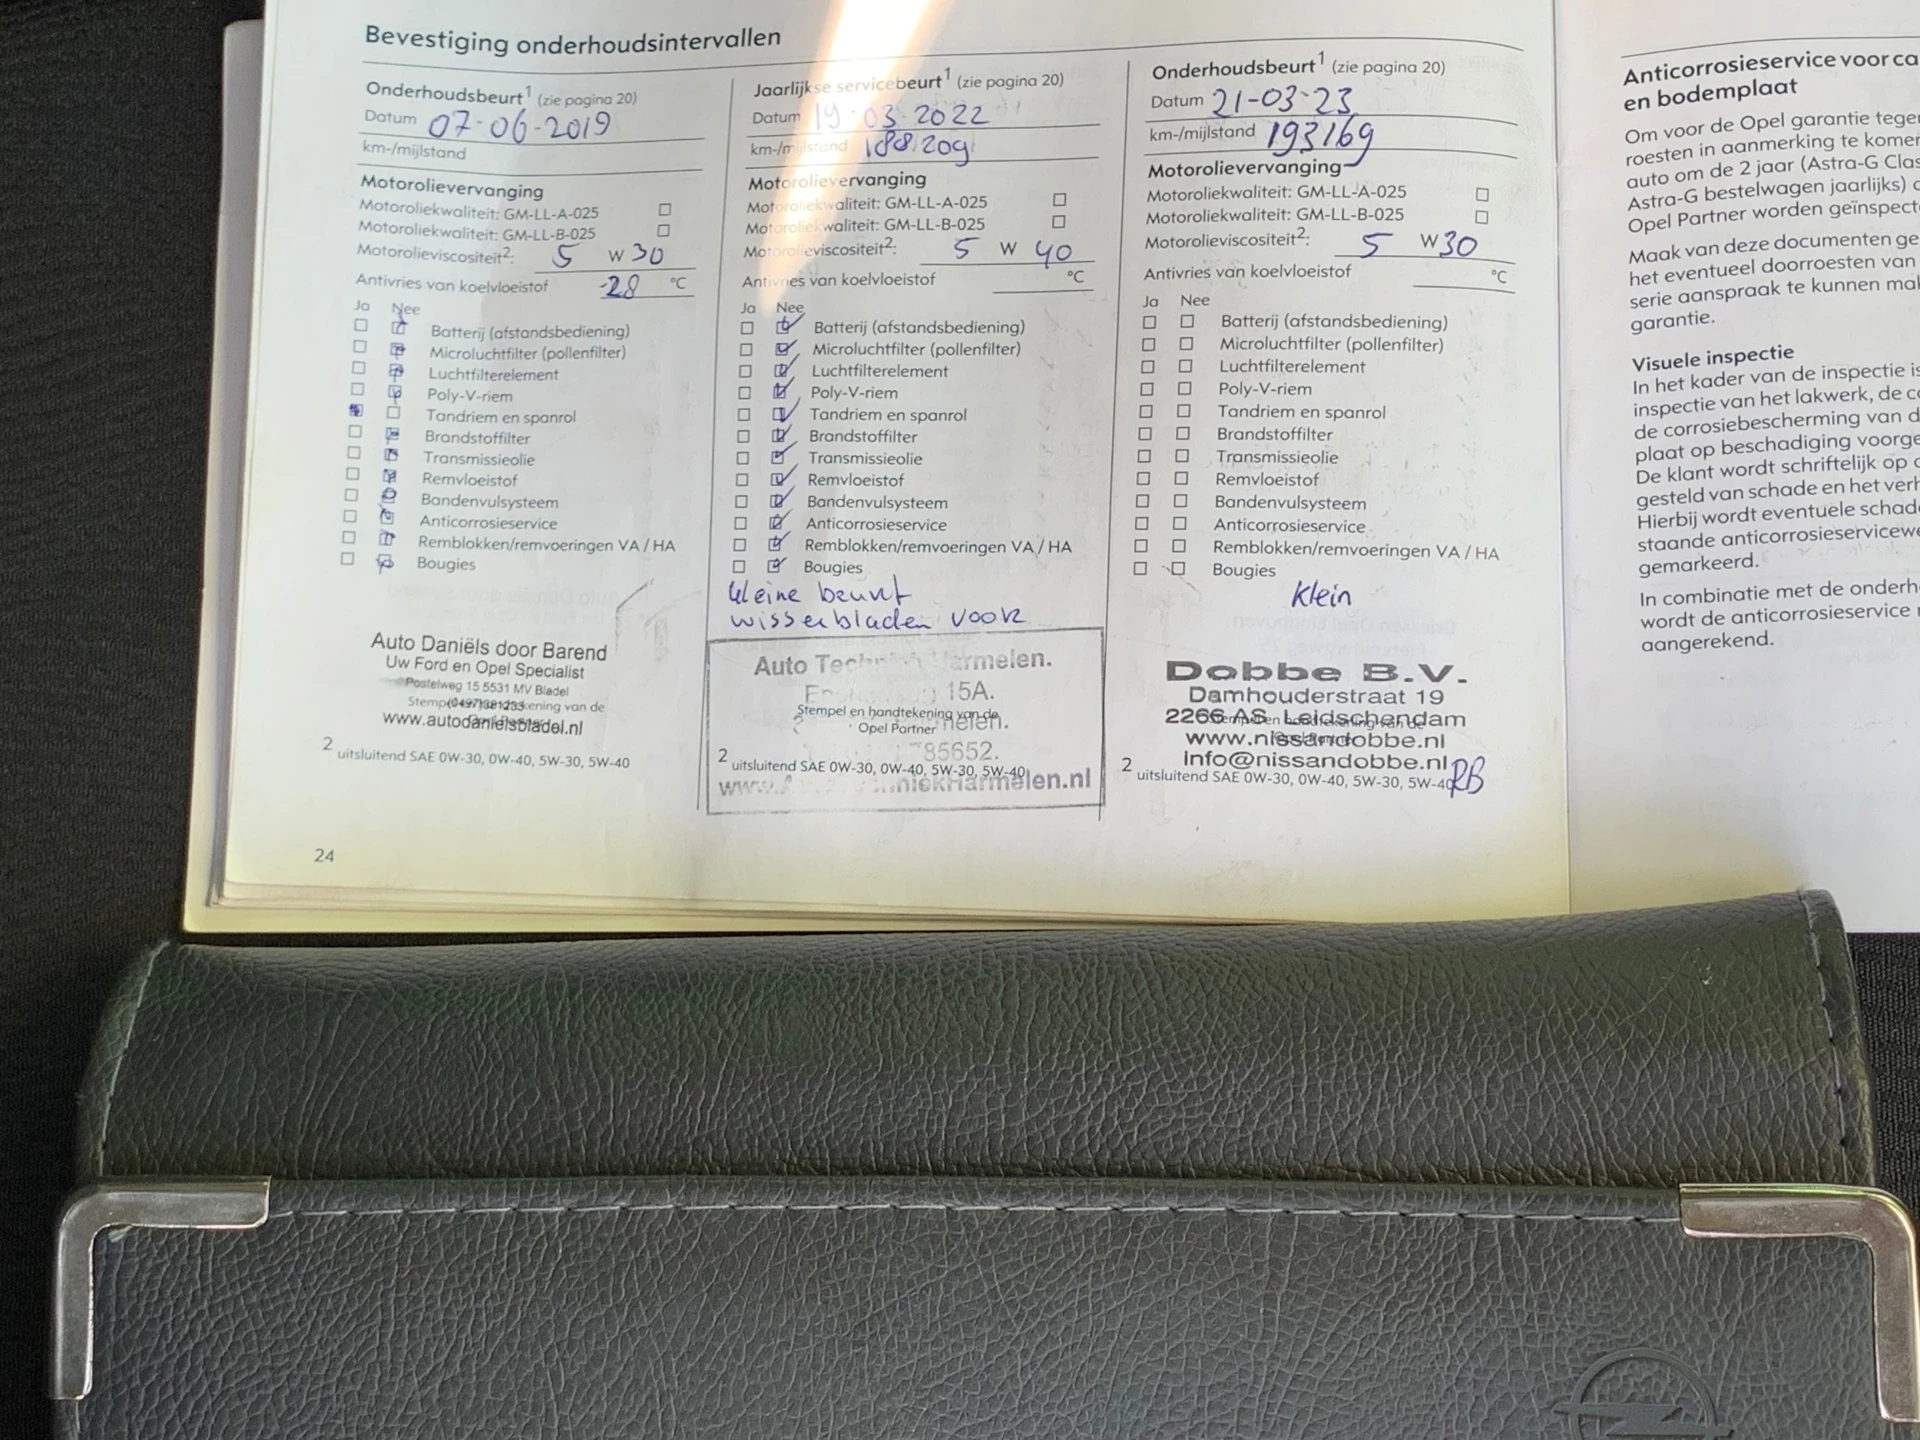 Bevestiging onderhoudsintervallen
Onderhoudsbeurt1 (zie pagina 20)
Datum 07-06-2019
km-/mijlstand
Motorolievervanging
Motoroliekwaliteit: GM-LL-A-025
Motoroliekwaliteit: GM-LL-B-025
Motorolieviscositeit2: 5 W 30
Antivries van koelvloeistof -28 °C
Ja Nee
Batterij (afstandsbediening)
Microluchtfilter (pollenfilter)
Luchtfilterelement
Poly-V-riem
Tandriem en spanrol
Brandstoffilter
Transmissieolie
Remvloeistof
Bandenvulsysteem
Anticorrosieservice
Remblokken/remvoeringen VA / HA
Bougies
Auto Daniëls door Barend
Uw Ford en Opel Specialist
Postelweg 15 5531 MV Bladel
www.autodanielsbladel.nl
2 uitsluitend SAE 0W-30, 0W-40, 5W-30, 5W-40
24
Jaarlijkse servicebeurt1 (zie pagina 20)
Datum 19-03-2022
km-/mijlstand 188209
Motorolievervanging
Motoroliekwaliteit: GM-LL-A-025
Motoroliekwaliteit: GM-LL-B-025
Motorolieviscositeit2: 5 W 40
Antivries van koelvloeistof °C
Ja Nee
Batterij (afstandsbediening)
Microluchtfilter (pollenfilter)
Luchtfilterelement
Poly-V-riem
Tandriem en spanrol
Brandstoffilter
Transmissieolie
Remvloeistof
Bandenvulsysteem
Anticorrosieservice
Remblokken/remvoeringen VA / HA
Bougies
kleine beurt
wisserbladen voor
Auto Techniek Harmelen.
15A.
Stempel en handtekening van de
Opel Partner
85652.
2 uitsluitend SAE 0W-30, 0W-40, 5W-30, 5W-40
www.AutoTechniekHarmelen.nl
Onderhoudsbeurt1 (zie pagina 20)
Datum 21-03-23
km-/mijlstand 193169
Motorolievervanging
Motoroliekwaliteit: GM-LL-A-025
Motoroliekwaliteit: GM-LL-B-025
Motorolieviscositeit2: 5 W 30
Antivries van koelvloeistof °C
Ja Nee
Batterij (afstandsbediening)
Microluchtfilter (pollenfilter)
Luchtfilterelement
Poly-V-riem
Tandriem en spanrol
Brandstoffilter
Transmissieolie
Remvloeistof
Bandenvulsysteem
Anticorrosieservice
Remblokken/remvoeringen VA / HA
Bougies
Klein
Dobbe B.V.
Damhouderstraat 19
2266 AS Leidschendam
www.nissandobbe.nl
info@nissandobbe.nl RB
2 uitsluitend SAE 0W-30, 0W-40, 5W-30, 5W-40
Anticorrosieservice voor ca
en bodemplaat
Om voor de Opel garantie tege
roesten in aanmerking te komen
auto om de 2 jaar (Astra-G Clas
Astra-G bestelwagen jaarlijks)
Opel Partner worden geïnspect
Maak van deze documenten ge
het eventueel doorroesten van
serie aanspraak te kunnen mak
garantie.
Visuele inspectie
In het kader van de inspectie is
inspectie van het lakwerk, de c
de corrosiebescherming van d
plaat op beschadiging voorge
De klant wordt schriftelijk op
gesteld van schade en het verh
Hierbij wordt eventuele schad
staande anticorrosieservicewe
gemarkeerd.
In combinatie met de onderh
wordt de anticorrosieservice
aangerekend.